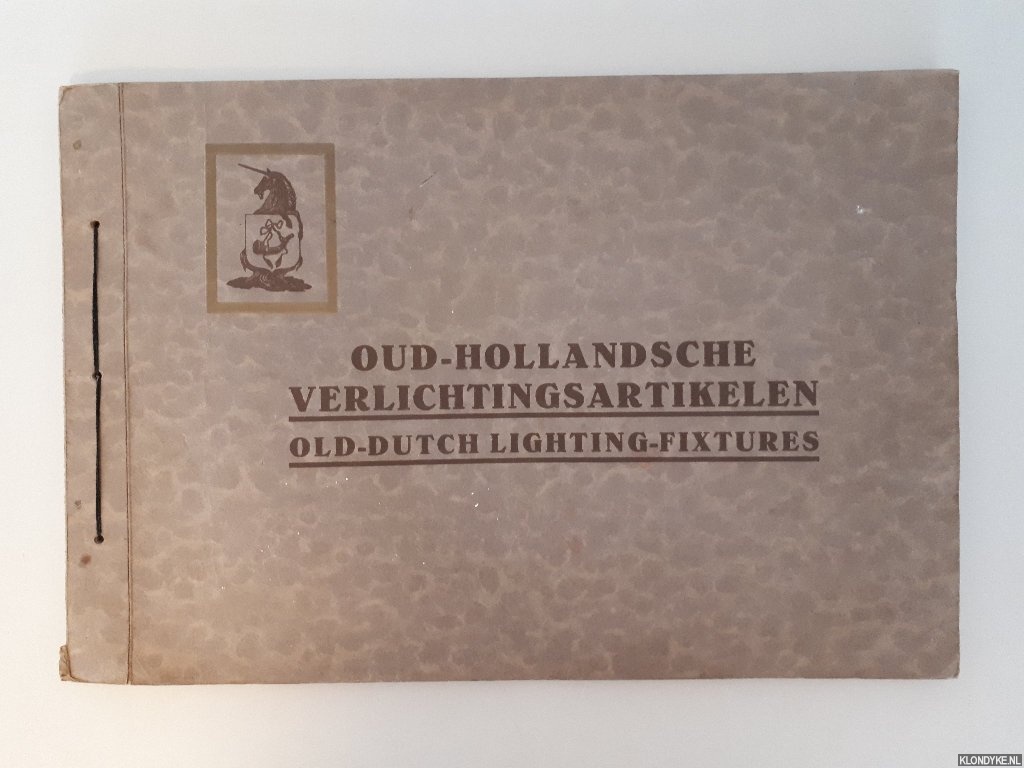 OUD-HOLLANDSCHE
VERLICHTINGSARTIKELEN
OLD-DUTCH LIGHTING-FIXTURES
KLONDYKE.NL